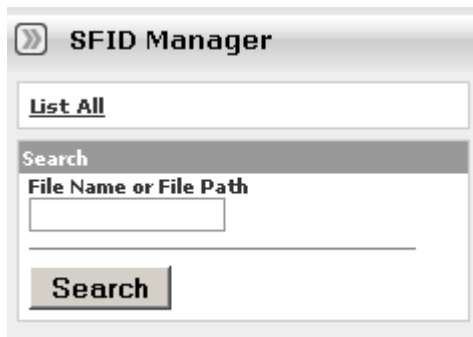 SFID Manager
List All
Search
File Name or File Path
Search